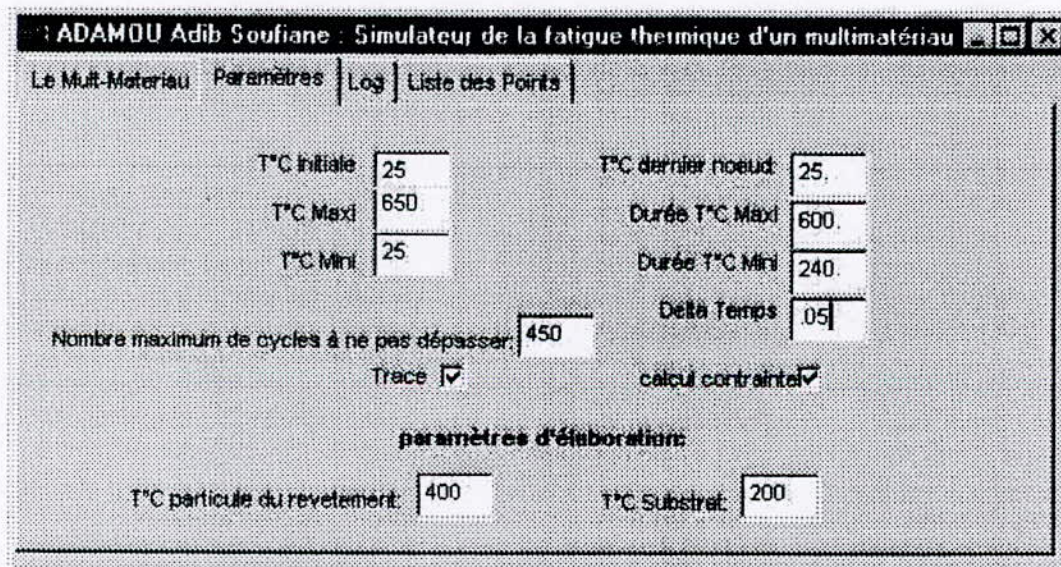 : ADAMOU Adib Soufiane : Simulateur de la fatigue thermique d'un multimatériau
Le Mult-Materiau Paramètres Log Liste des Points
T°C Initiale 25 T°C dernier noeud: 25.
T°C Maxi 650 Durée T°C Maxi 600.
T°C Mini 25 Durée T°C Mini 240.
Delta Temps .05
Nombre maximum de cycles à ne pas dépasser: 450
Trace calcul contrainte
paramètres d'élaboration:
T°C particule du revetement: 400 T°C Substrat: 200